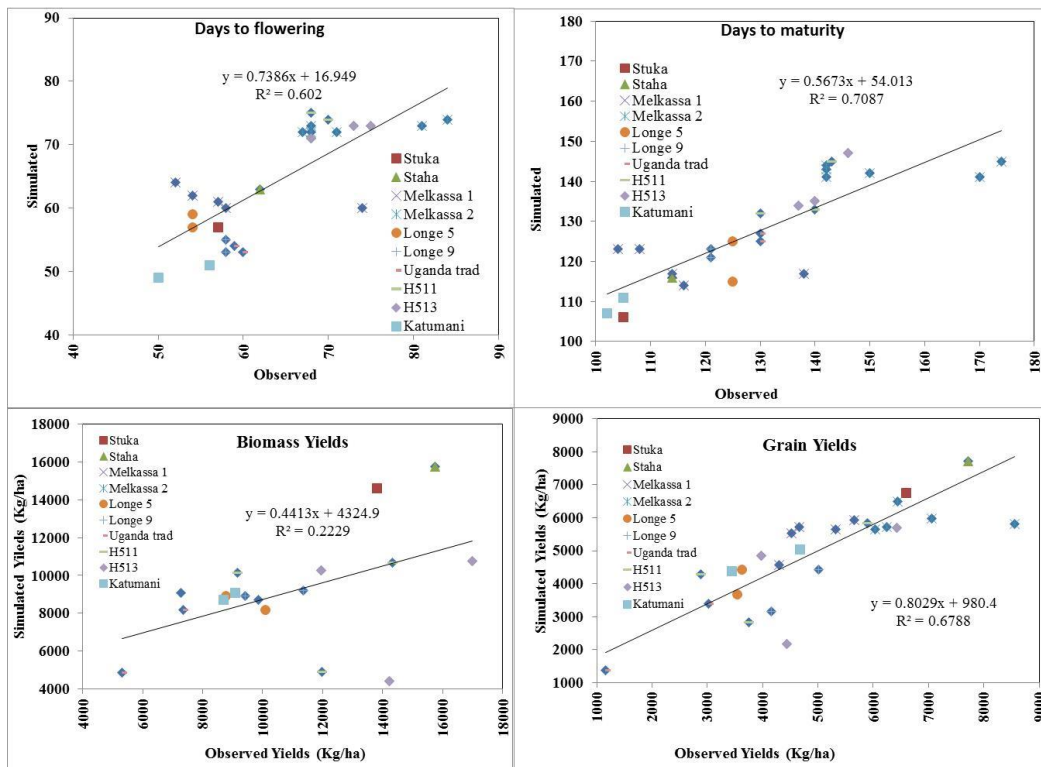 Days to flowering
y = 0.7386x + 16.949
R² = 0.602
90
80
70
60
50
40
Simulated
40
50
60
70
80
90
Observed
Stuka
Staha
Melkassa 1
Melkassa 2
Longe 5
Longe 9
Uganda trad
H511
H513
Katumani
Days to maturity
y = 0.5673x + 54.013
R² = 0.7087
180
170
160
150
140
130
120
110
100
Simulated
Stuka
Staha
Melkassa 1
Melkassa 2
Longe 5
Longe 9
Uganda trad
H511
H513
Katumani
100
110
120
130
140
150
160
170
180
Observed
Biomass Yields
y = 0.4413x + 4324.9
R² = 0.2229
18000
16000
14000
12000
10000
8000
6000
4000
Simulated Yileds (Kg/ha)
Stuka
Staha
Melkassa 1
Melkassa 2
Longe 5
Longe 9
Uganda trad
H511
H513
Katumani
4000
6000
8000
10000
12000
14000
16000
18000
Observed Yields (Kg/ha)
Grain Yields
9000
8000
7000
6000
5000
4000
3000
2000
1000
Simulated Yields (Kg/ha)
Stuka
Staha
Melkassa 1
Melkassa 2
Longe 5
Longe 9
Uganda trad
H511
H513
Katumani
y = 0.8029x + 980.4
R² = 0.6788
1000
2000
3000
4000
5000
6000
7000
8000
9000
Observed Yields (Kg/ha)